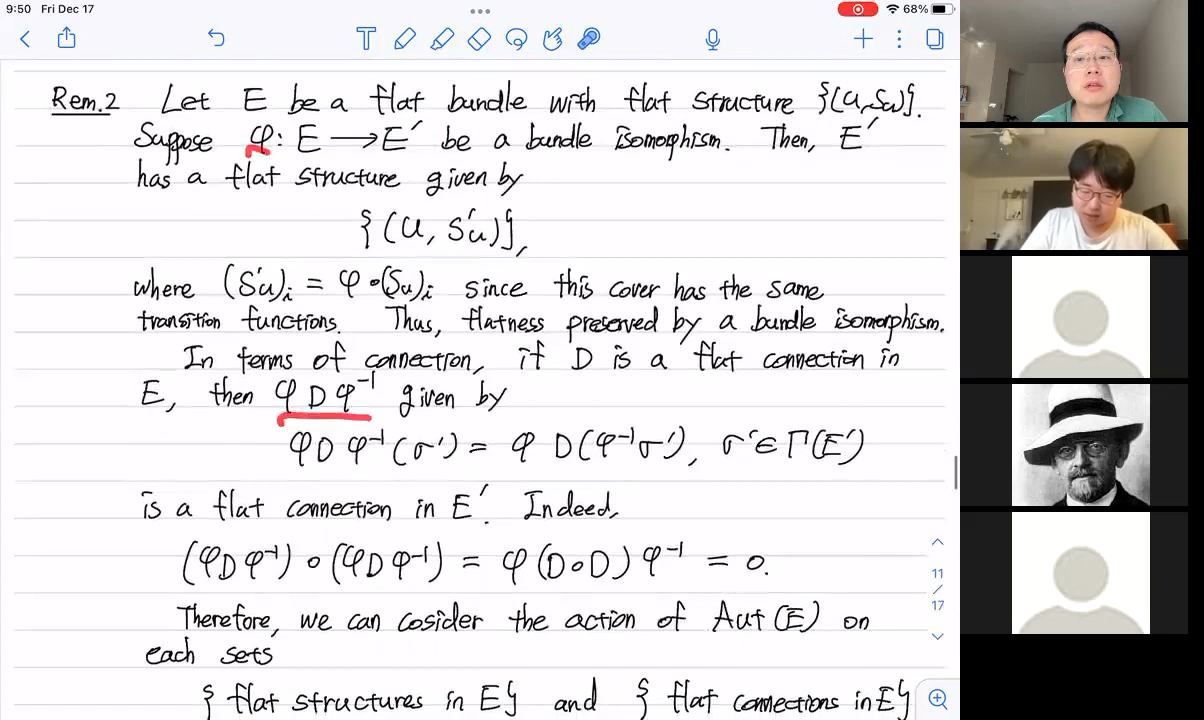 9:50 Fri Dec 17
68%
Rem.2 Let E be a flat bundle with flat structure {(U, S_U)}.
Suppose φ: E → E′ be a bundle isomorphism. Then, E′
has a flat structure given by
{(U, S′_U)},
where (S′_U)_i = φ∘(S_U)_i since this cover has the same
transition functions. Thus, flatness preserved by a bundle isomorphism.
In terms of connection, if D is a flat connection in
E, then φ D φ⁻¹ given by
φ D φ⁻¹(σ′) = φ D(φ⁻¹σ′), σ′ ∈ Γ(E′)
is a flat connection in E′. Indeed,
(φDφ⁻¹) ∘ (φDφ⁻¹) = φ(D∘D)φ⁻¹ = 0.
Therefore, we can cosider the action of Aut(E) on
each sets
{flat structures in E} and {flat connections in E}
11
/
17